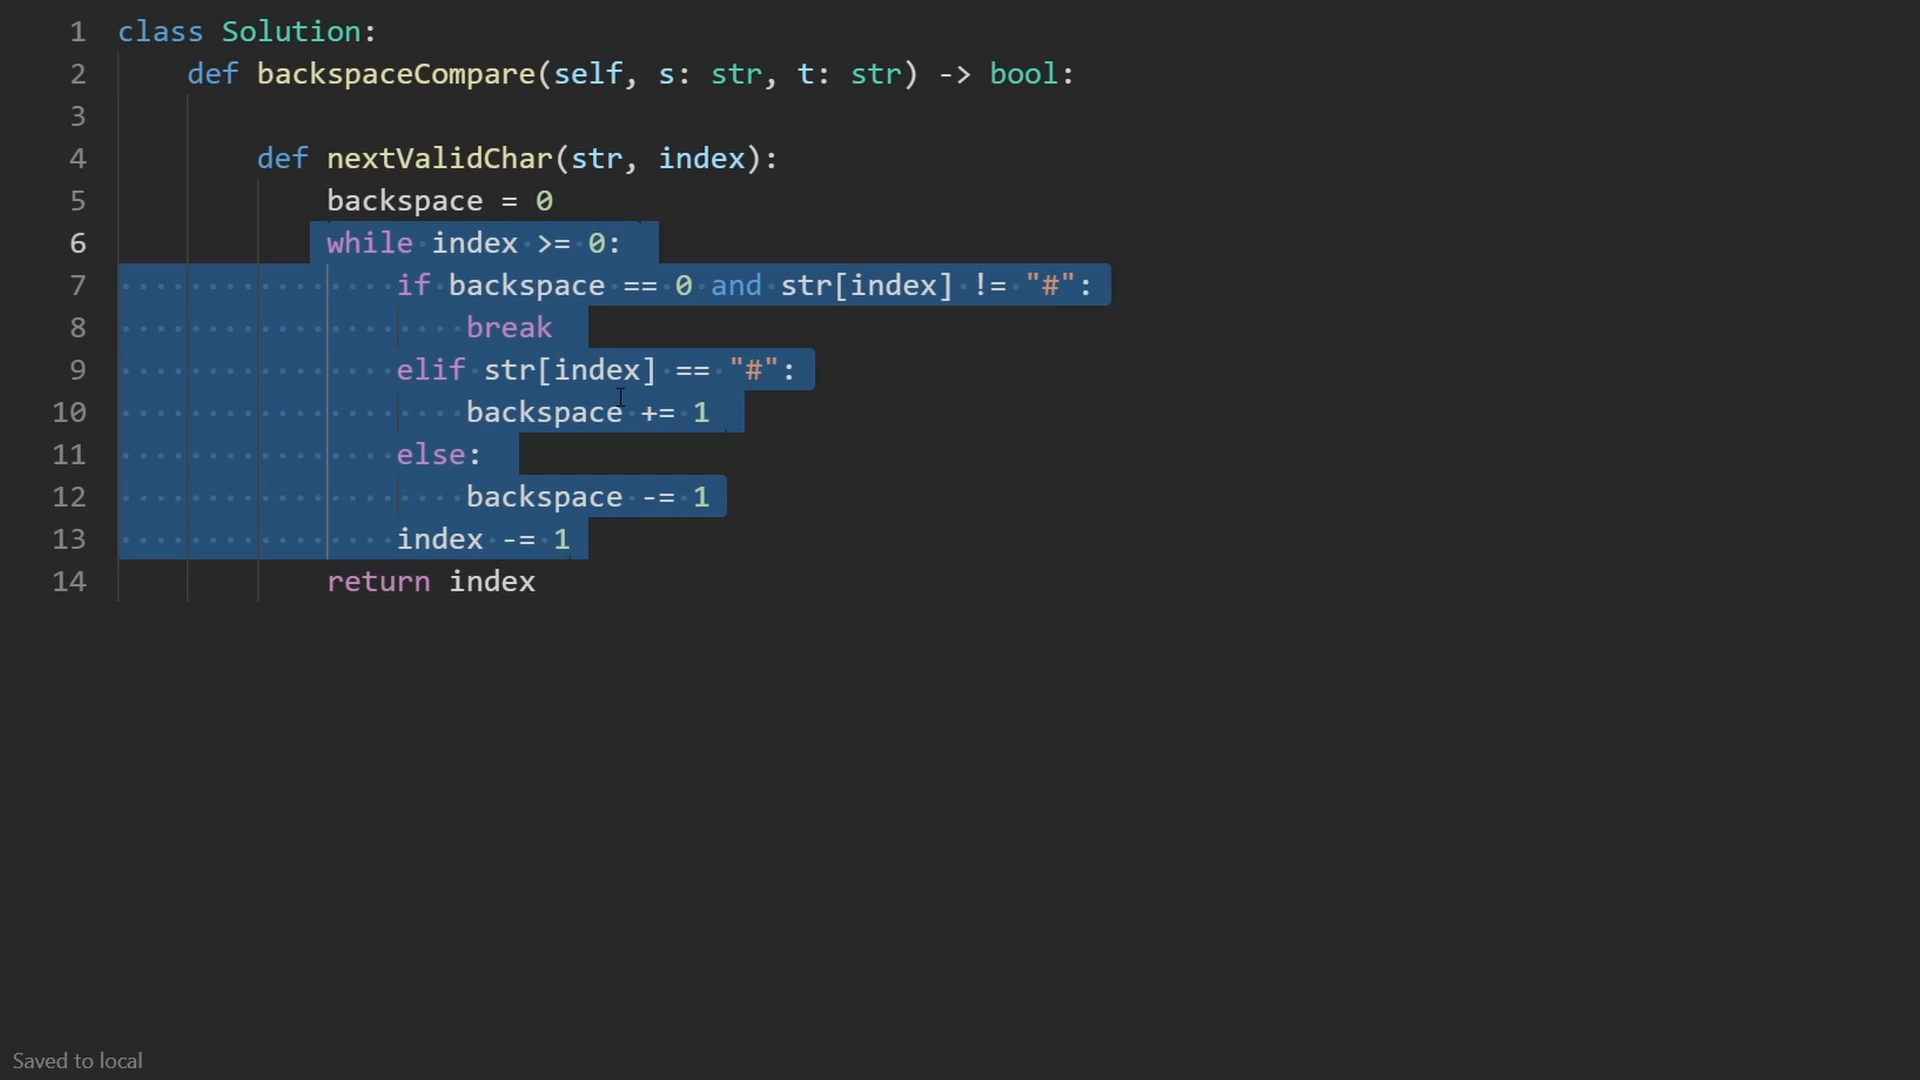 1 class Solution:
2 def backspaceCompare(self, s: str, t: str) -> bool:
3
4 def nextValidChar(str, index):
5 backspace = 0
6 while index >= 0:
7 if backspace == 0 and str[index] != "#":
8 break
9 elif str[index] == "#":
10 backspace += 1
11 else:
12 backspace -= 1
13 index -= 1
14 return index
Saved to local